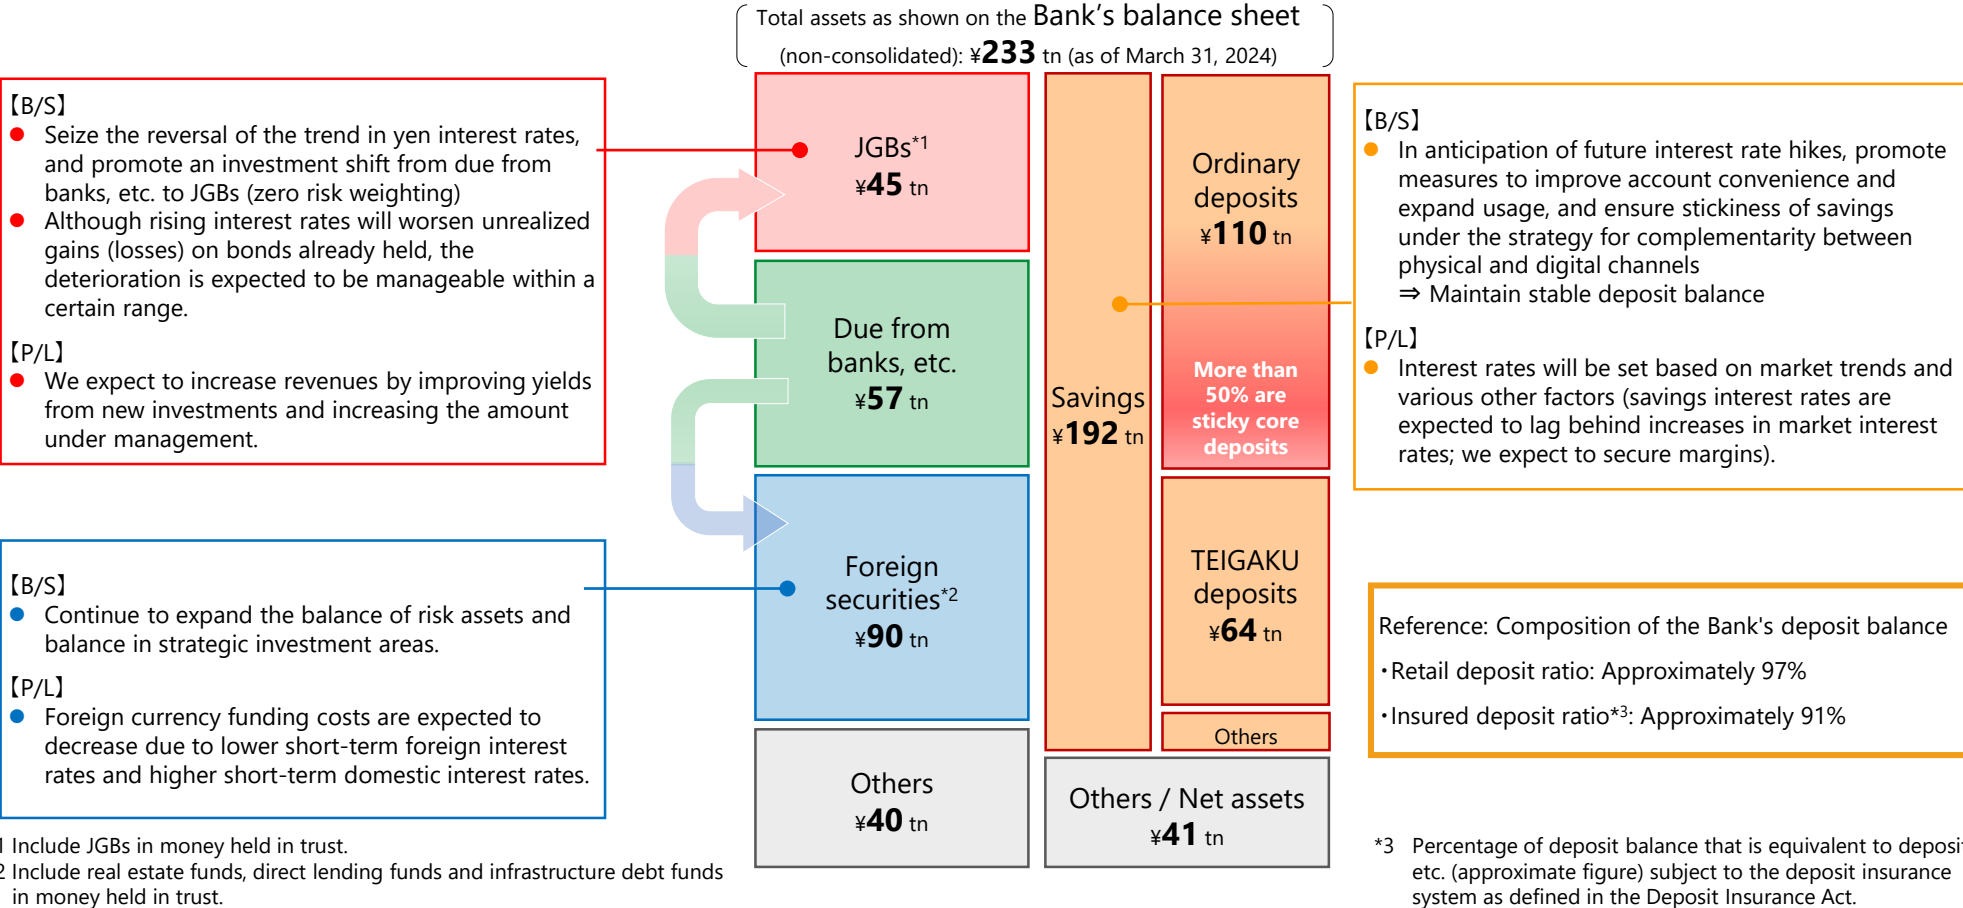 Total assets as shown on the Bank's balance sheet
(non-consolidated): ¥233 tn (as of March 31, 2024)
【B/S】
● Seize the reversal of the trend in yen interest rates,
and promote an investment shift from due from
banks, etc. to JGBs (zero risk weighting)
● Although rising interest rates will worsen unrealized
gains (losses) on bonds already held, the
deterioration is expected to be manageable within a
certain range.
【P/L】
● We expect to increase revenues by improving yields
from new investments and increasing the amount
under management.
【B/S】
● Continue to expand the balance of risk assets and
balance in strategic investment areas.
【P/L】
● Foreign currency funding costs are expected to
decrease due to lower short-term foreign interest
rates and higher short-term domestic interest rates.
JGBs*1
¥45 tn
Due from
banks, etc.
¥57 tn
Foreign
securities*2
¥90 tn
Others
¥40 tn
Savings
¥192 tn
Ordinary
deposits
¥110 tn
More than
50% are
sticky core
deposits
TEIGAKU
deposits
¥64 tn
Others
Others / Net assets
¥41 tn
【B/S】
● In anticipation of future interest rate hikes, promote
measures to improve account convenience and
expand usage, and ensure stickiness of savings
under the strategy for complementarity between
physical and digital channels
⇒ Maintain stable deposit balance
【P/L】
● Interest rates will be set based on market trends and
various other factors (savings interest rates are
expected to lag behind increases in market interest
rates; we expect to secure margins).
Reference: Composition of the Bank's deposit balance
・Retail deposit ratio: Approximately 97%
・Insured deposit ratio*3: Approximately 91%
1 Include JGBs in money held in trust.
2 Include real estate funds, direct lending funds and infrastructure debt funds
in money held in trust.
*3 Percentage of deposit balance that is equivalent to deposit
etc. (approximate figure) subject to the deposit insurance
system as defined in the Deposit Insurance Act.